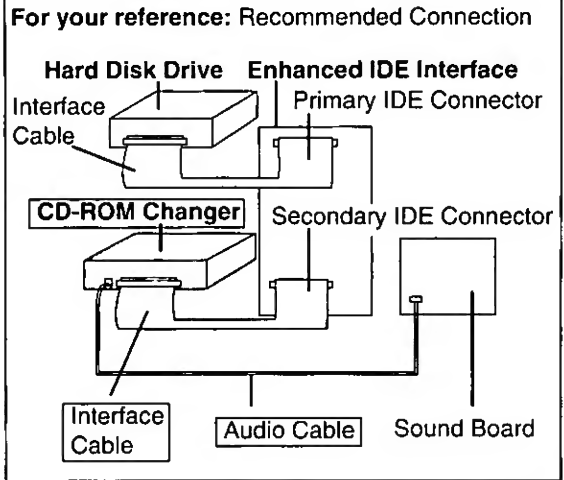 For your reference: Recommended Connection
Hard Disk Drive
Enhanced IDE Interface
Interface
Cable
Primary IDE Connector
CD-ROM Changer
Secondary IDE Connector
Interface
Cable
Audio Cable
Sound Board